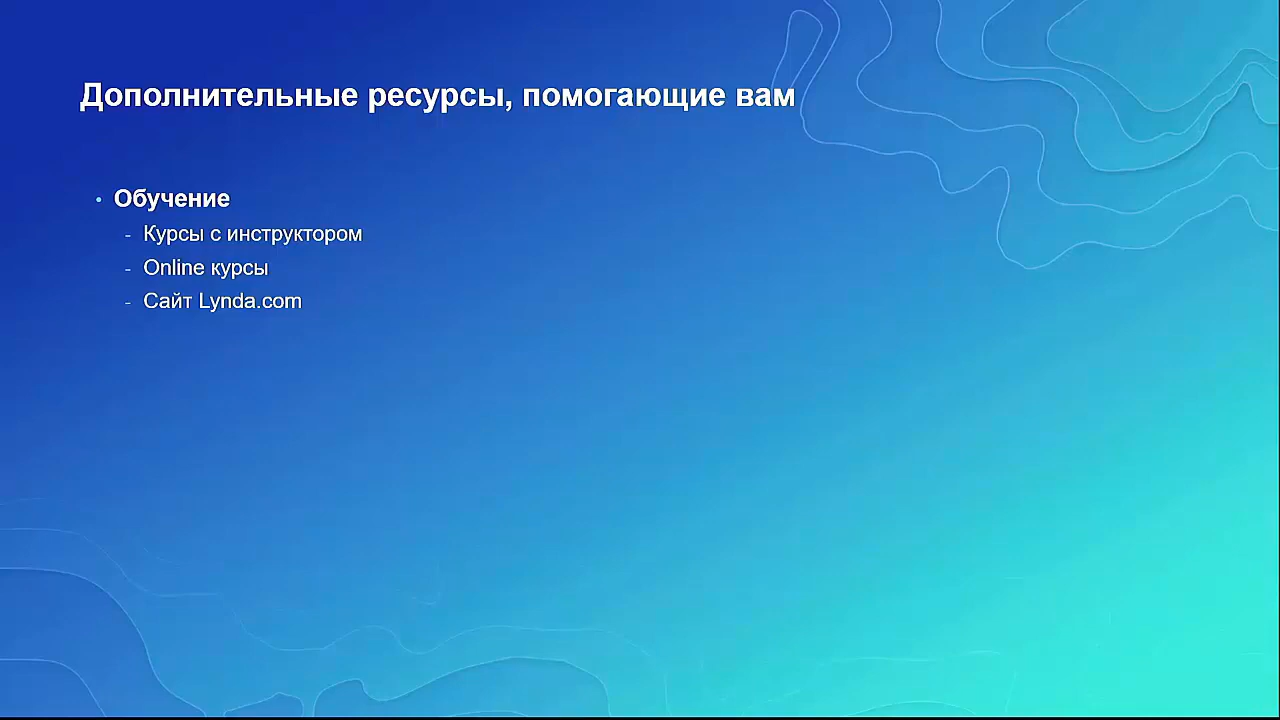 Дополнительные ресурсы, помогающие вам
• Обучение
- Курсы с инструктором
- Online курсы
- Сайт Lynda.com